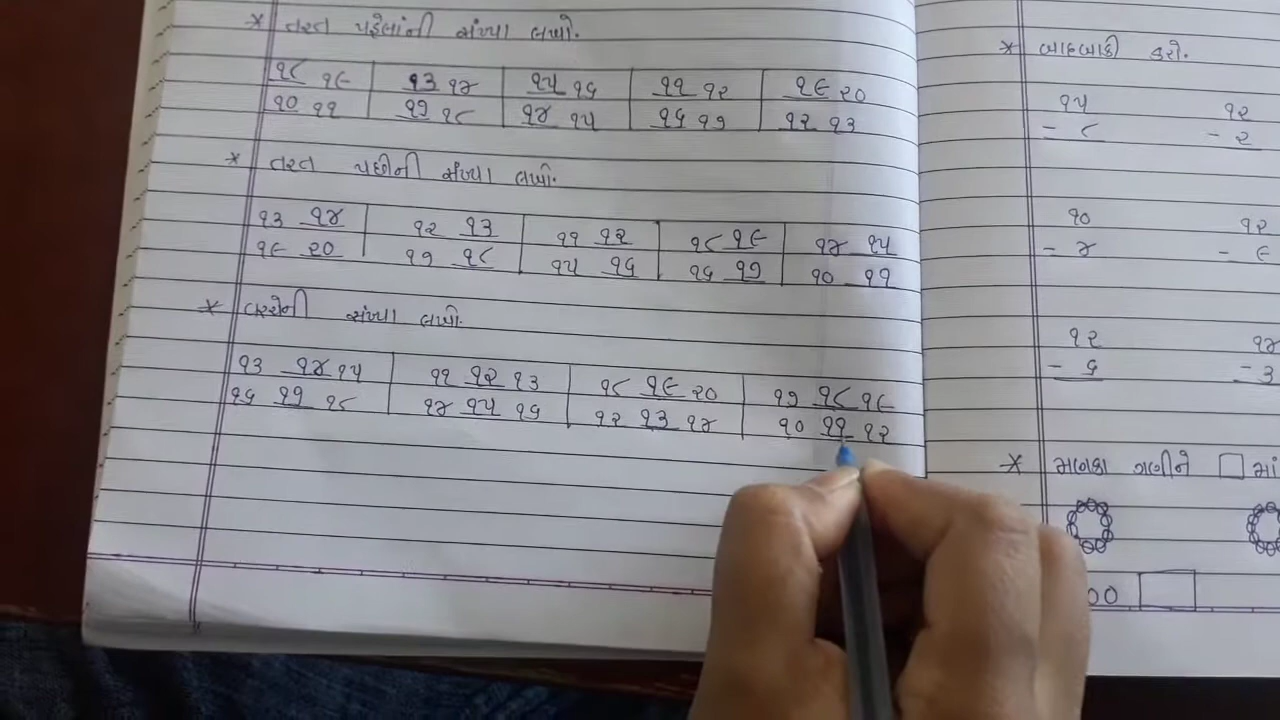 * તરત પહેલાંની સંખ્યા લખો.
૧૮ ૧૯ ૧૩ ૧૪ ૧૫ ૧૬ ૧૧ ૧૨ ૧૯ ૨૦
૧૦ ૧૧ ૧૭ ૧૮ ૧૪ ૧૫ ૧૬ ૧૭ ૧૨ ૧૩
* તરત પછીની સંખ્યા લખો.
૧૩ ૧૪ ૧૨ ૧૩ ૧૧ ૧૨ ૧૮ ૧૯ ૧૪ ૧૫
૧૯ ૨૦ ૧૭ ૧૮ ૧૫ ૧૬ ૧૬ ૧૭ ૧૦ ૧૧
* વચ્ચેની સંખ્યા લખો.
૧૩ ૧૪ ૧૫ ૧૧ ૧૨ ૧૩ ૧૮ ૧૯ ૨૦ ૧૭ ૧૮ ૧૯
૧૬ ૧૭ ૧૮ ૧૪ ૧૫ ૧૬ ૧૨ ૧૩ ૧૪ ૧૦ ૧૧ ૧૨
* બાદબાકી કરો.
૧૫ ૧૨
- ૮ - ૨
૧૦ ૧૨
- ૪ - ૯
૧૨ ૧૪
- ૬ - ૩
* મણકા ગણીને માં